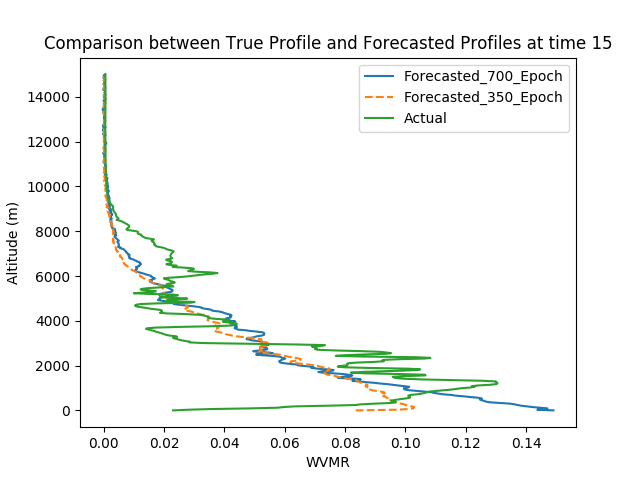 Comparison between True Profile and Forecasted Profiles at time 15
Forecasted_700_Epoch
Forecasted_350_Epoch
Actual
14000
12000
10000
8000
6000
4000
2000
0
Altitude (m)
0.00 0.02 0.04 0.06 0.08 0.10 0.12 0.14
WVMR